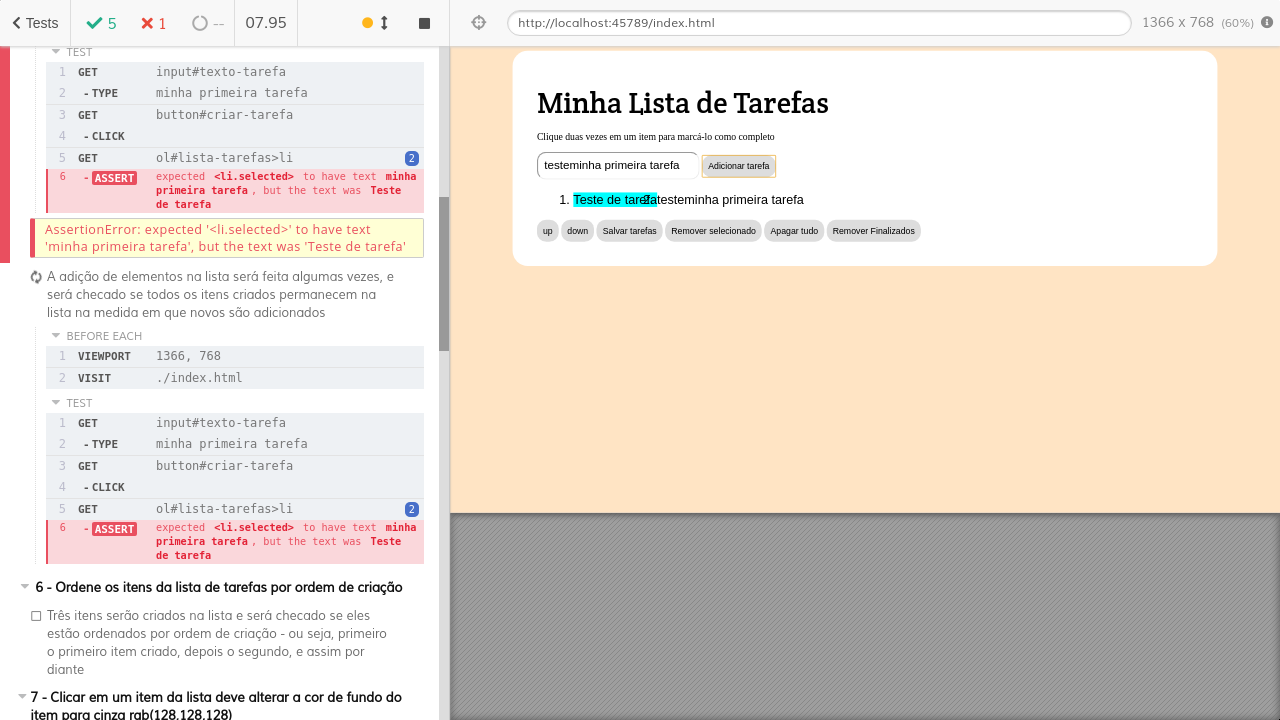 Tests
5
1
--
07.95
http://localhost:45789/index.html
1366 x 768 (60%)
TEST
1 GET input#texto-tarefa
2 - TYPE minha primeira tarefa
3 GET button#criar-tarefa
4 - CLICK
5 GET ol#lista-tarefas>li 2
6 - ASSERT expected <li.selected> to have text minha
primeira tarefa, but the text was Teste
de tarefa
AssertionError: expected '<li.selected>' to have text
'minha primeira tarefa', but the text was 'Teste de tarefa'
A adição de elementos na lista será feita algumas vezes, e
será checado se todos os itens criados permanecem na
lista na medida em que novos são adicionados
BEFORE EACH
1 VIEWPORT 1366, 768
2 VISIT ./index.html
TEST
1 GET input#texto-tarefa
2 - TYPE minha primeira tarefa
3 GET button#criar-tarefa
4 - CLICK
5 GET ol#lista-tarefas>li 2
6 - ASSERT expected <li.selected> to have text minha
primeira tarefa, but the text was Teste
de tarefa
6 - Ordene os itens da lista de tarefas por ordem de criação
Três itens serão criados na lista e será checado se eles
estão ordenados por ordem de criação - ou seja, primeiro
o primeiro item criado, depois o segundo, e assim por
diante
7 - Clicar em um item da lista deve alterar a cor de fundo do
item para cinza rgb(128,128,128)
Minha Lista de Tarefas
Clique duas vezes em um item para marcá-lo como completo
testeminha primeira tarefa Adicionar tarefa
1. Teste de tarefa 2. testeminha primeira tarefa
up down Salvar tarefas Remover selecionado Apagar tudo Remover Finalizados